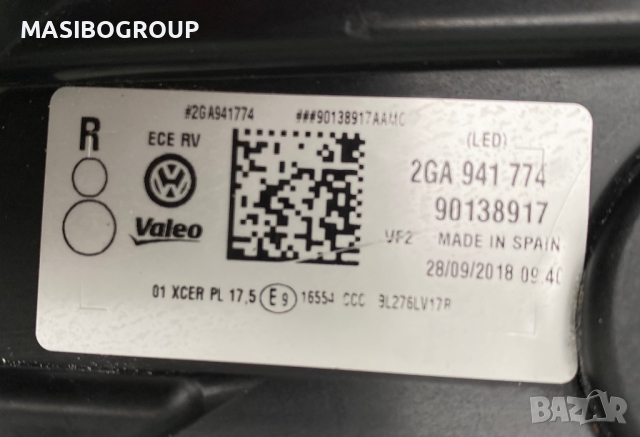 MASIBOGROUP
#2GA941774 ###90138917AAMC
R ECE RV (LED)
2GA 941 774
Valeo 90138917
VF2 MADE IN SPAIN
28/09/2018 09:40
01 XCER PL 17,5 E9 16554 CCC
BAZAR